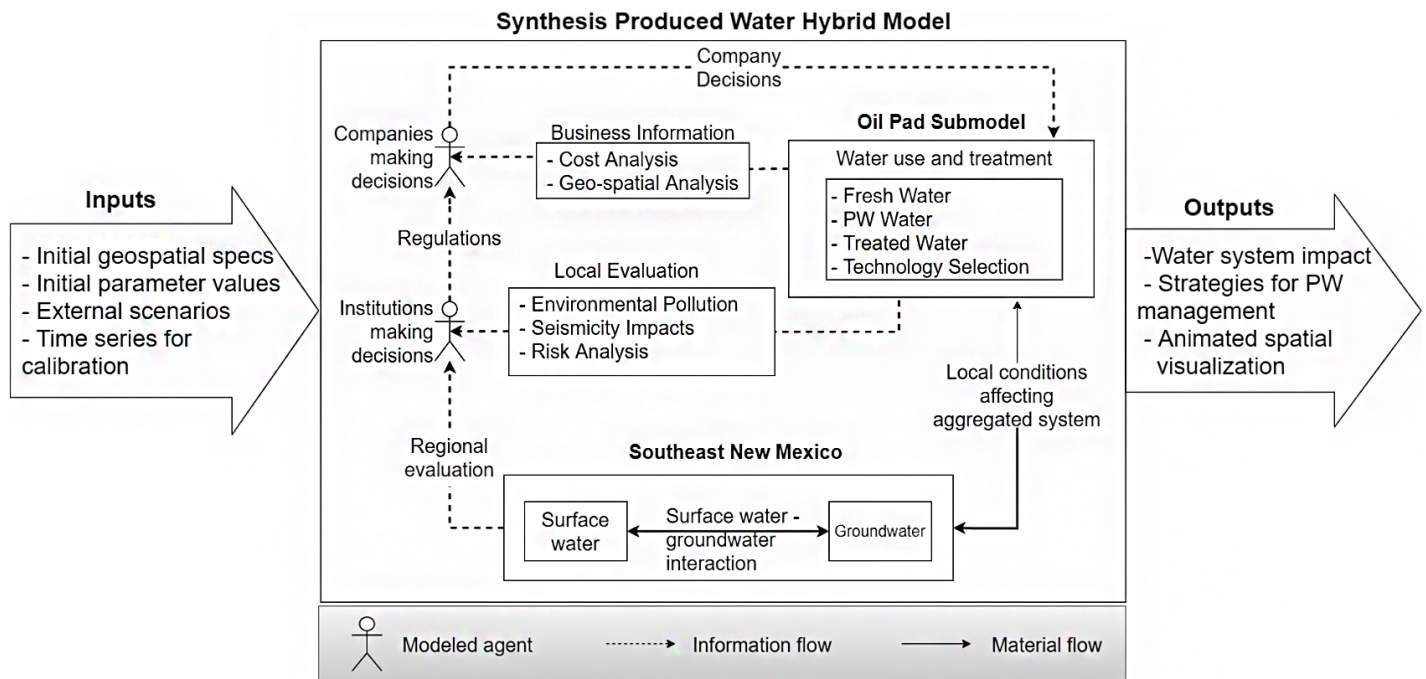 Synthesis Produced Water Hybrid Model
Inputs
- Initial geospatial specs
- Initial parameter values
- External scenarios
- Time series for
calibration
Company
Decisions
Companies
making
decisions
Business Information
- Cost Analysis
- Geo-spatial Analysis
Oil Pad Submodel
Water use and treatment
- Fresh Water
- PW Water
- Treated Water
- Technology Selection
Regulations
Institutions
making
decisions
Local Evaluation
- Environmental Pollution
- Seismicity Impacts
- Risk Analysis
Local conditions
affecting
aggregated system
Regional
evaluation
Southeast New Mexico
Surface
water
Surface water -
groundwater
interaction
Groundwater
Outputs
-Water system impact
- Strategies for PW
management
- Animated spatial
visualization
Modeled agent
Information flow
Material flow